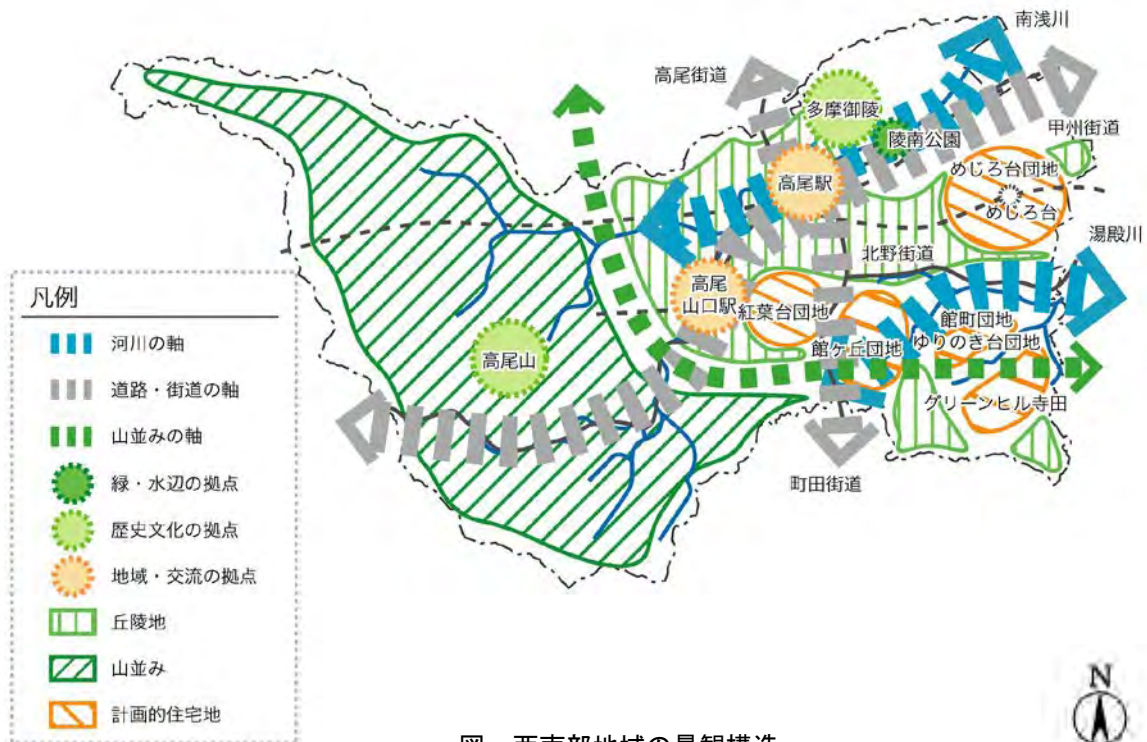 南浅川
高尾街道
多摩御陵
陵南公園
甲州街道
高尾駅
めじろ台団地
めじろ台
北野街道
湯殿川
高尾
山口駅
紅葉台団地
館町団地
館ヶ丘団地
ゆりのき台団地
高尾山
グリーンヒル寺田
町田街道
凡例
河川の軸
道路・街道の軸
山並みの軸
緑・水辺の拠点
歴史文化の拠点
地域・交流の拠点
丘陵地
山並み
計画的住宅地
N